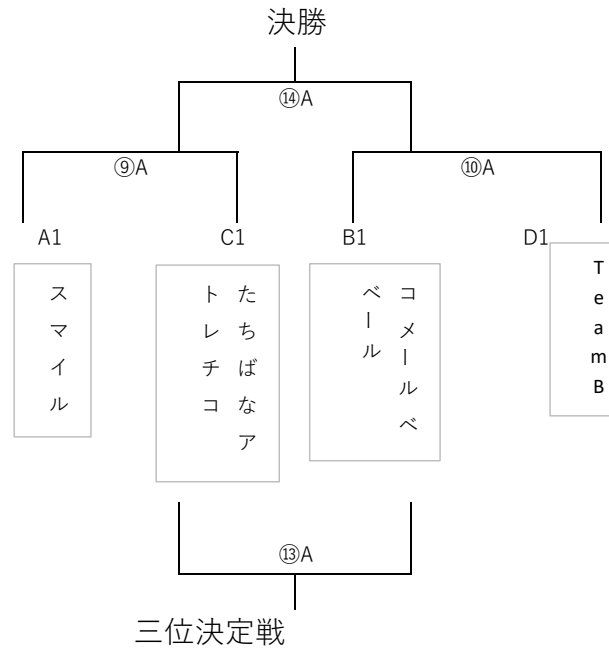 決勝
⑭A
⑨A
⑩A
A1
C1
B1
D1
スマイル
たちばなア
トレチコ
コメールベ
ベール
TeamB
⑬A
三位決定戦